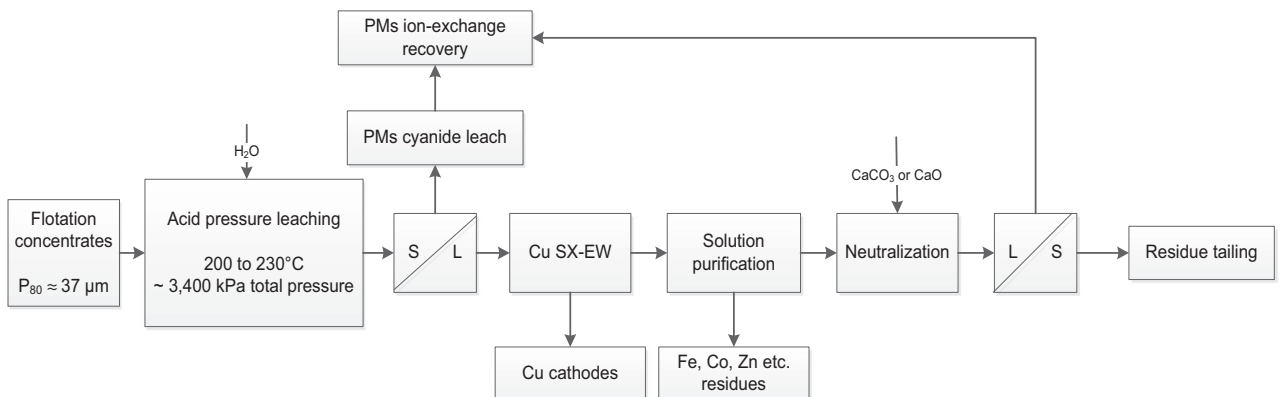 PMs ion-exchange
recovery
PMs cyanide leach
H₂O
CaCO₃ or CaO
Flotation
concentrates
P₈₀ ≈ 37 µm
Acid pressure leaching
200 to 230°C
~ 3,400 kPa total pressure
S
L
Cu SX-EW
Solution
purification
Neutralization
L
S
Residue tailing
Cu cathodes
Fe, Co, Zn etc.
residues